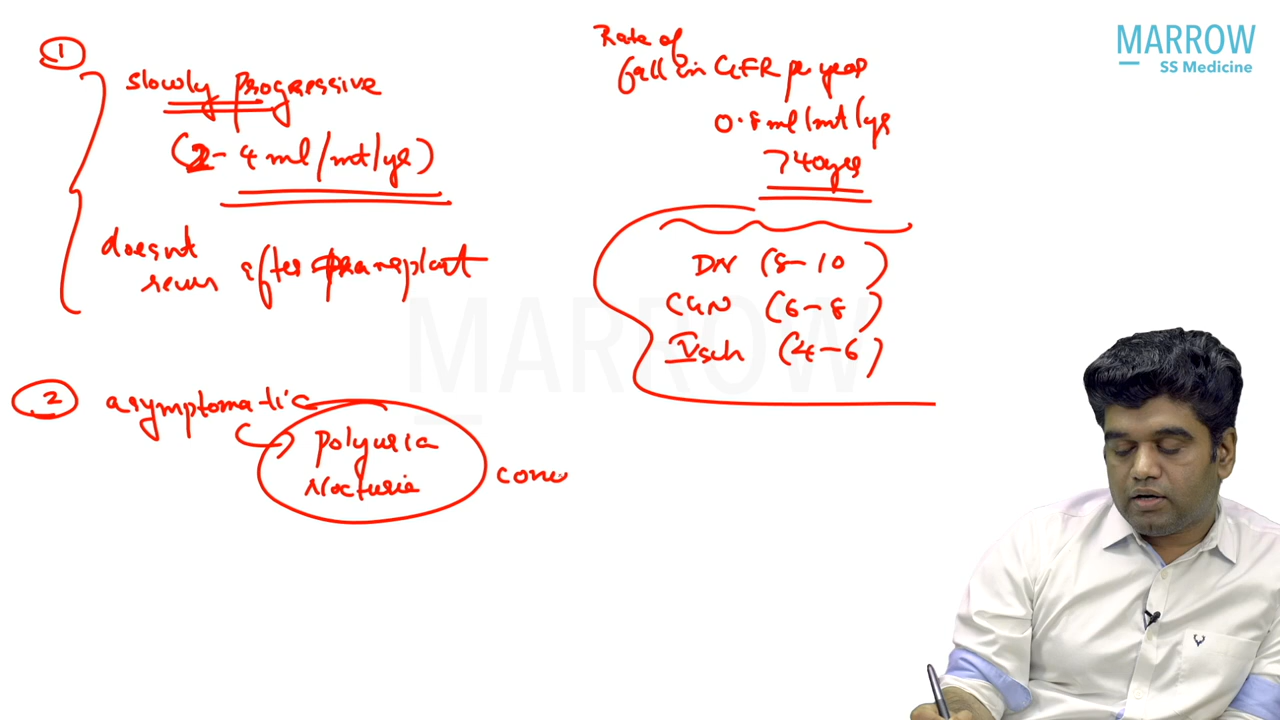 ①
slowly progressive
(2-4 ml/mt/yr)
doesnt
recur after transplant
② asymptomatic
Polyuria
Nocturia
conc
Rate of
fall in GFR per year
0.8 ml/mt/yr
>40yrs
DN (8-10)
CGN (6-8)
Isch (4-6)
MARROW
SS Medicine
MARROW